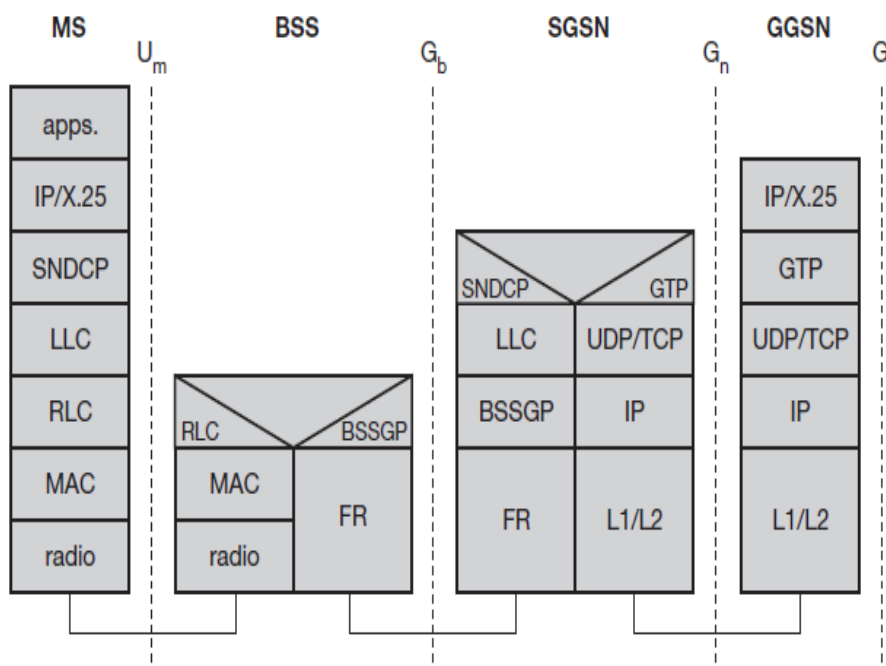 MS BSS SGSN GGSN
Um Gb Gn G
apps.
IP/X.25 IP/X.25
SNDCP SNDCP GTP GTP
LLC LLC UDP/TCP UDP/TCP
RLC RLC BSSGP BSSGP IP IP
MAC MAC FR FR L1/L2 L1/L2
radio radio